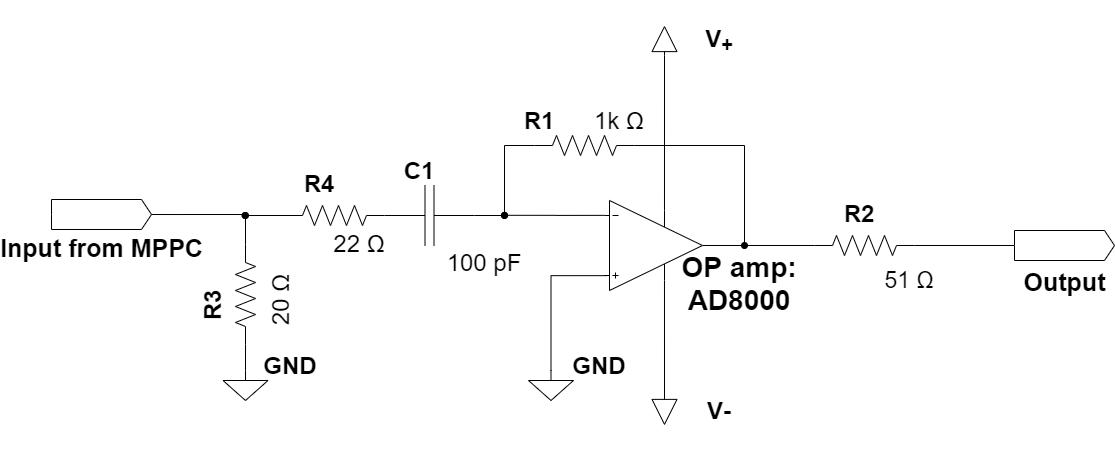 V+
R1
1k Ω
C1
R4
R2
Input from MPPC
22 Ω
100 pF
-
+
OP amp:
AD8000
51 Ω
Output
R3
20 Ω
GND
GND
V-